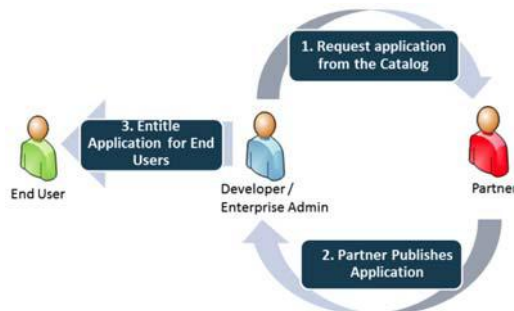 1. Request application
from the Catalog
3. Entitle
Application for End
Users
End User
Developer /
Enterprise Admin
Partner
2. Partner Publishes
Application